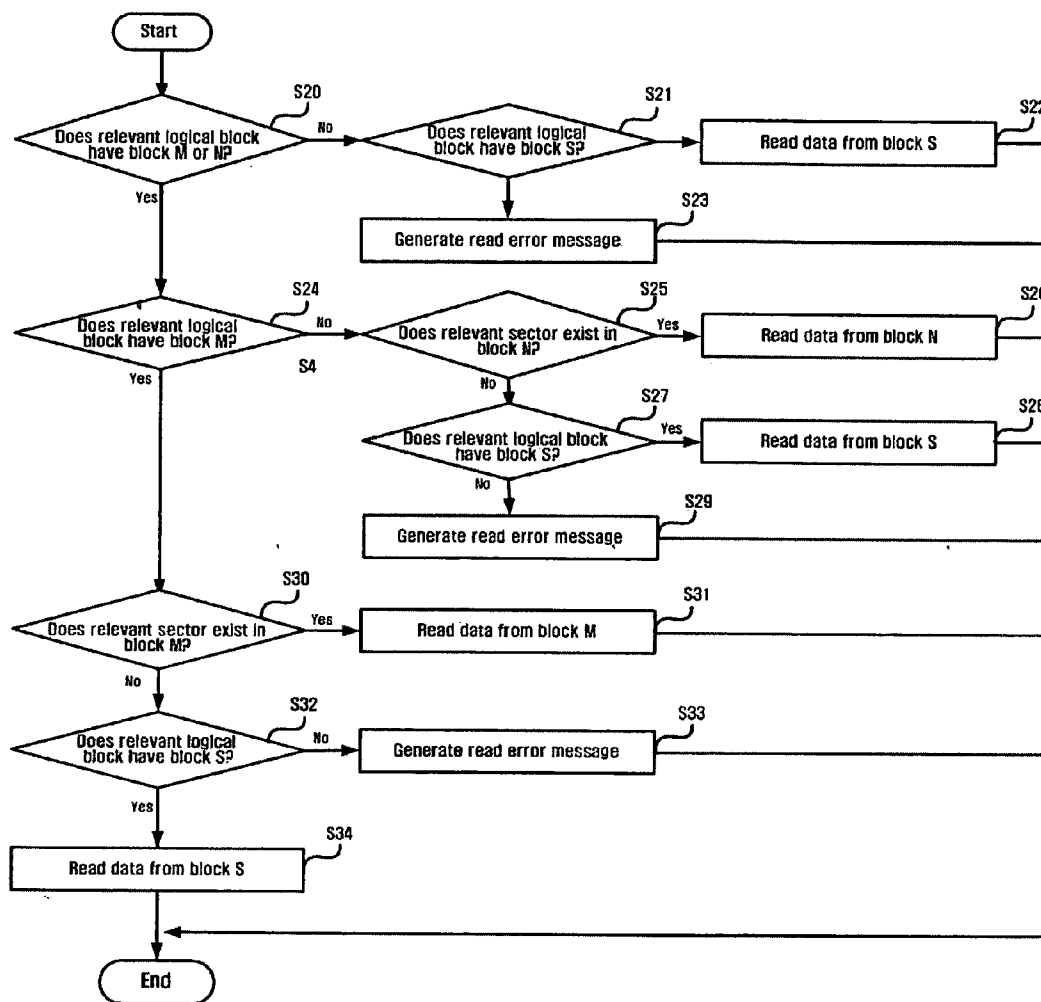 Start
S20
Does relevant logical block
have block M or N?
No
Yes
S21
Does relevant logical
block have block S?
S22
Read data from block S
S23
Generate read error message
S24
Does relevant logical
block have block M?
No
Yes
S4
S25
Does relevant sector exist in
block N?
Yes
No
S26
Read data from block N
S27
Does relevant logical block
have block S?
Yes
No
S28
Read data from block S
S29
Generate read error message
S30
Does relevant sector exist in
block M?
Yes
No
S31
Read data from block M
S32
Does relevant logical
block have block S?
No
Yes
S33
Generate read error message
S34
Read data from block S
End